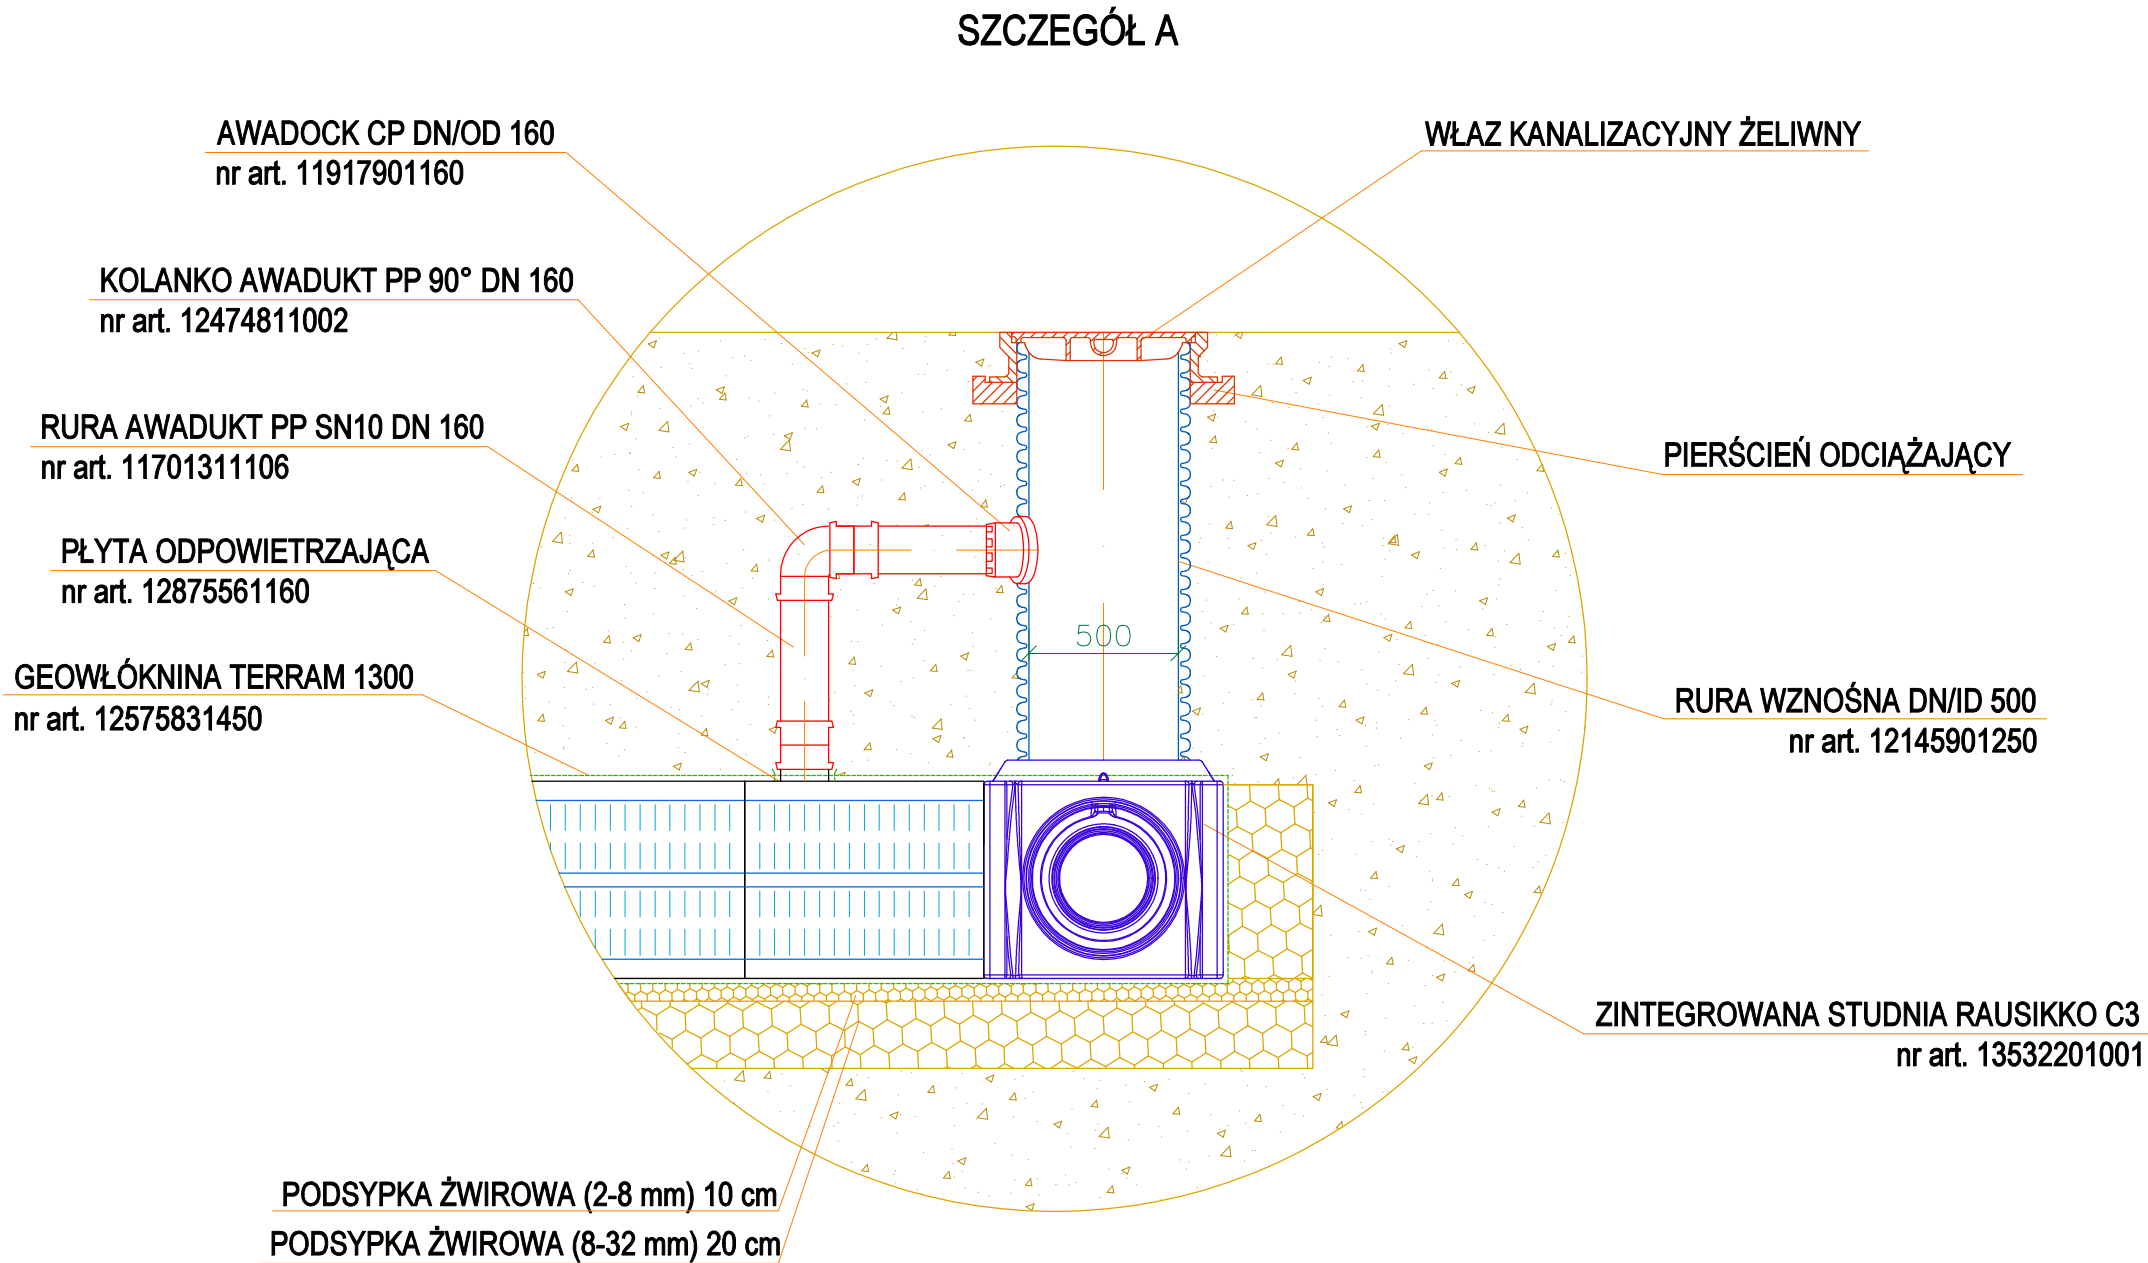 SZCZEGÓŁ A
AWADOCK CP DN/OD 160
nr art. 11917901160
KOLANKO AWADUKT PP 90° DN 160
nr art. 12474811002
RURA AWADUKT PP SN10 DN 160
nr art. 11701311106
PŁYTA ODPOWIETRZAJĄCA
nr art. 12875561160
GEOWŁÓKNINA TERRAM 1300
nr art. 12575831450
PODSYPKA ŻWIROWA (2-8 mm) 10 cm
PODSYPKA ŻWIROWA (8-32 mm) 20 cm
500
WŁAZ KANALIZACYJNY ŻELIWNY
PIERŚCIEŃ ODCIĄŻAJĄCY
RURA WZNOŚNA DN/ID 500
nr art. 12145901250
ZINTEGROWANA STUDNIA RAUSIKKO C3
nr art. 13532201001